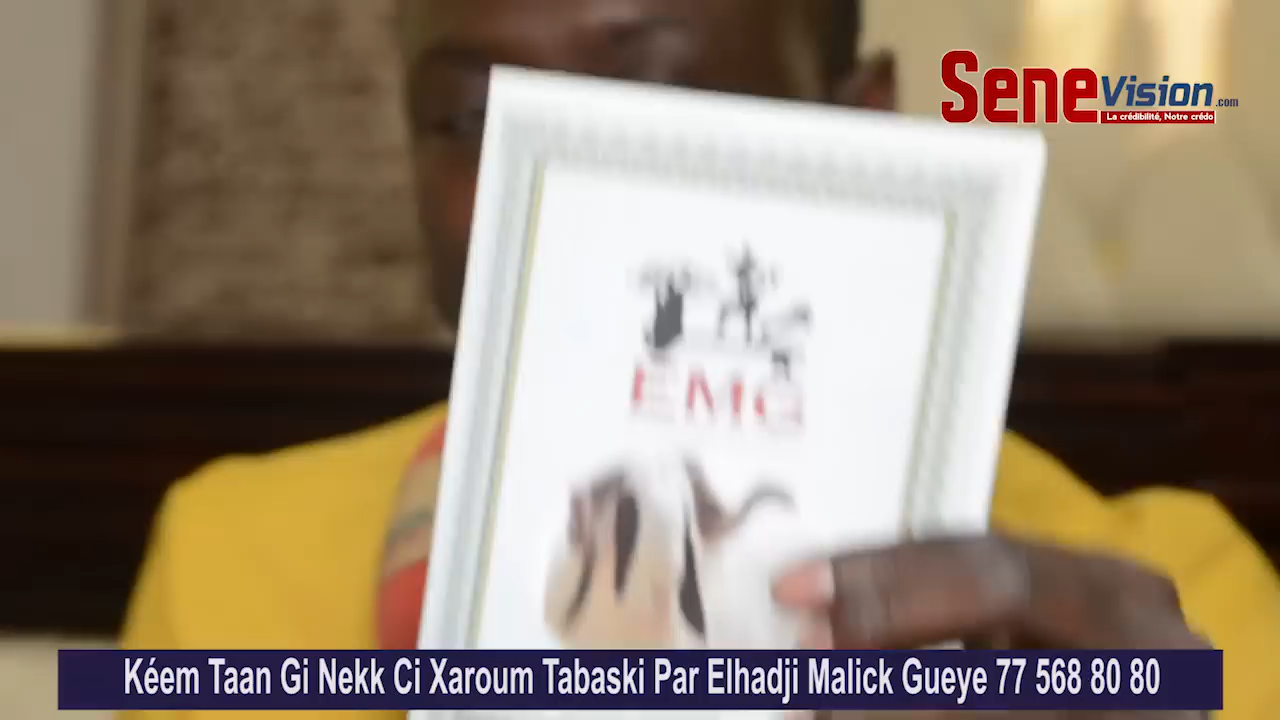 SeneVision.com
La crédibilité, Notre crédo
EMG
Kéem Taan Gi Nekk Ci Xaroum Tabaski Par Elhadji Malick Gueye 77 568 80 80